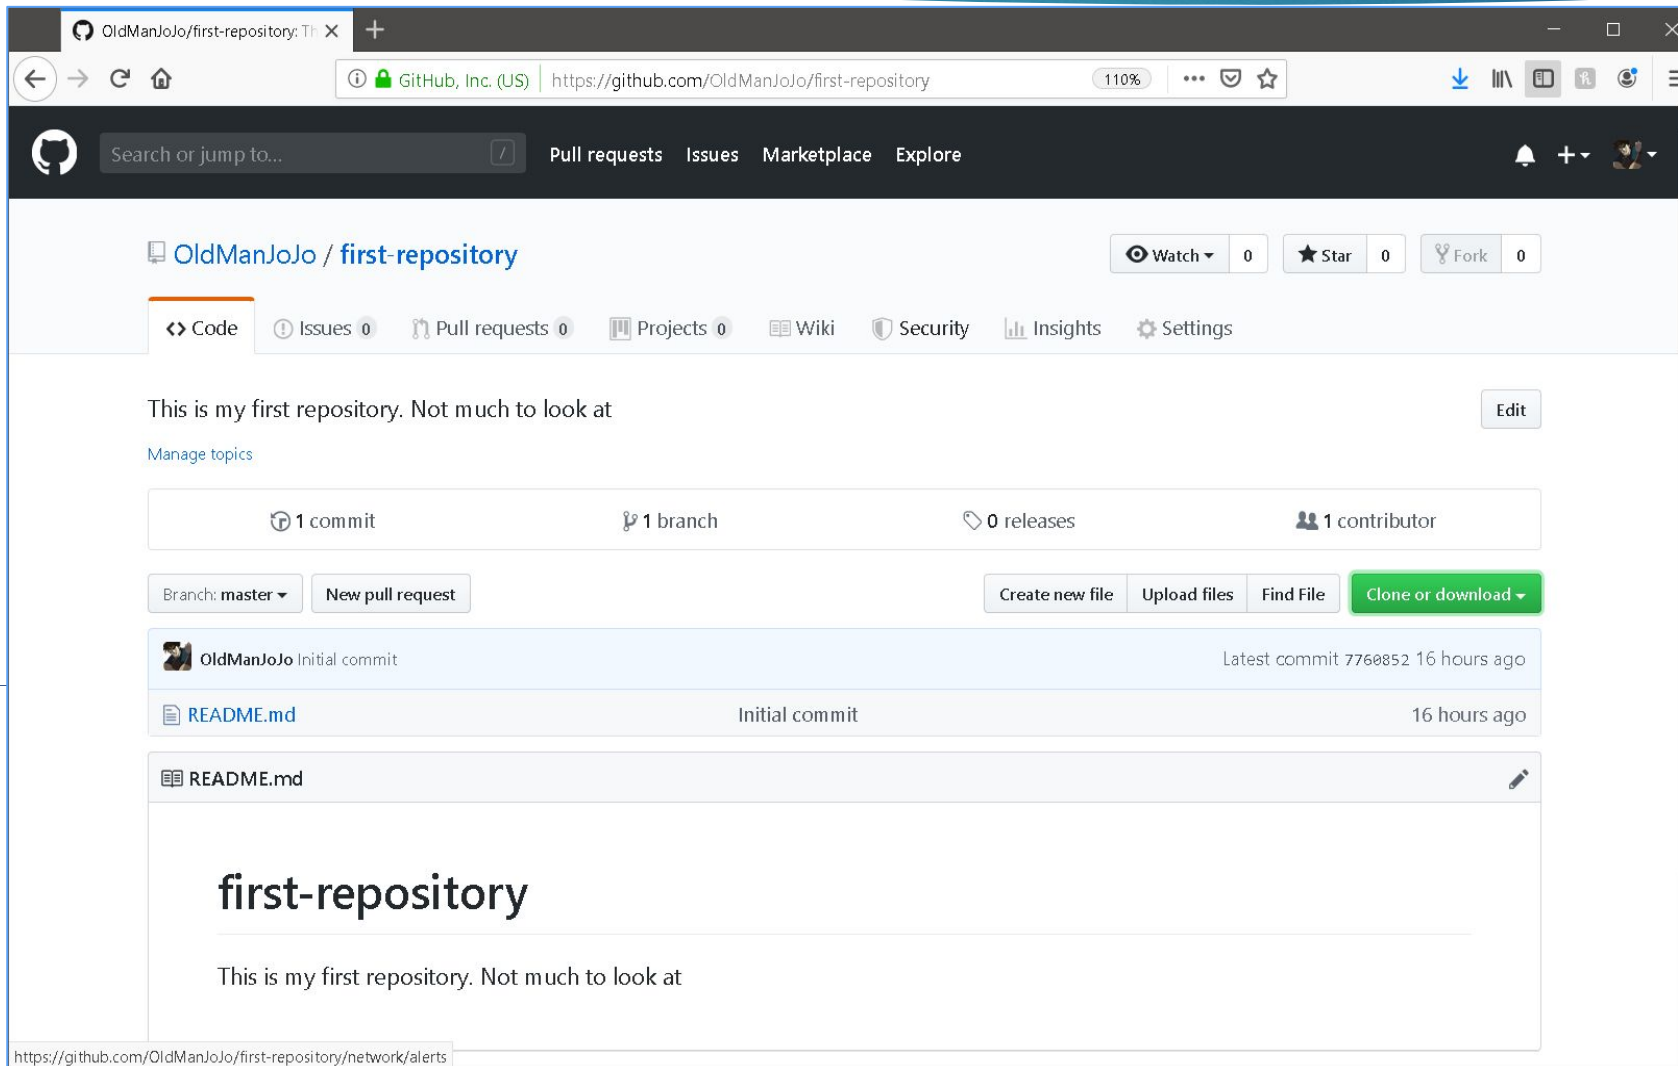 OldManJoJo/first-repository: Th
GitHub, Inc. (US) https://github.com/OldManJoJo/first-repository 110%
Search or jump to... / Pull requests Issues Marketplace Explore
OldManJoJo / first-repository Watch 0 Star 0 Fork 0
Code Issues 0 Pull requests 0 Projects 0 Wiki Security Insights Settings
This is my first repository. Not much to look at Edit
Manage topics
1 commit 1 branch 0 releases 1 contributor
Branch: master New pull request Create new file Upload files Find File Clone or download
OldManJoJo Initial commit Latest commit 7760852 16 hours ago
README.md Initial commit 16 hours ago
README.md
first-repository
This is my first repository. Not much to look at
https://github.com/OldManJoJo/first-repository/network/alerts